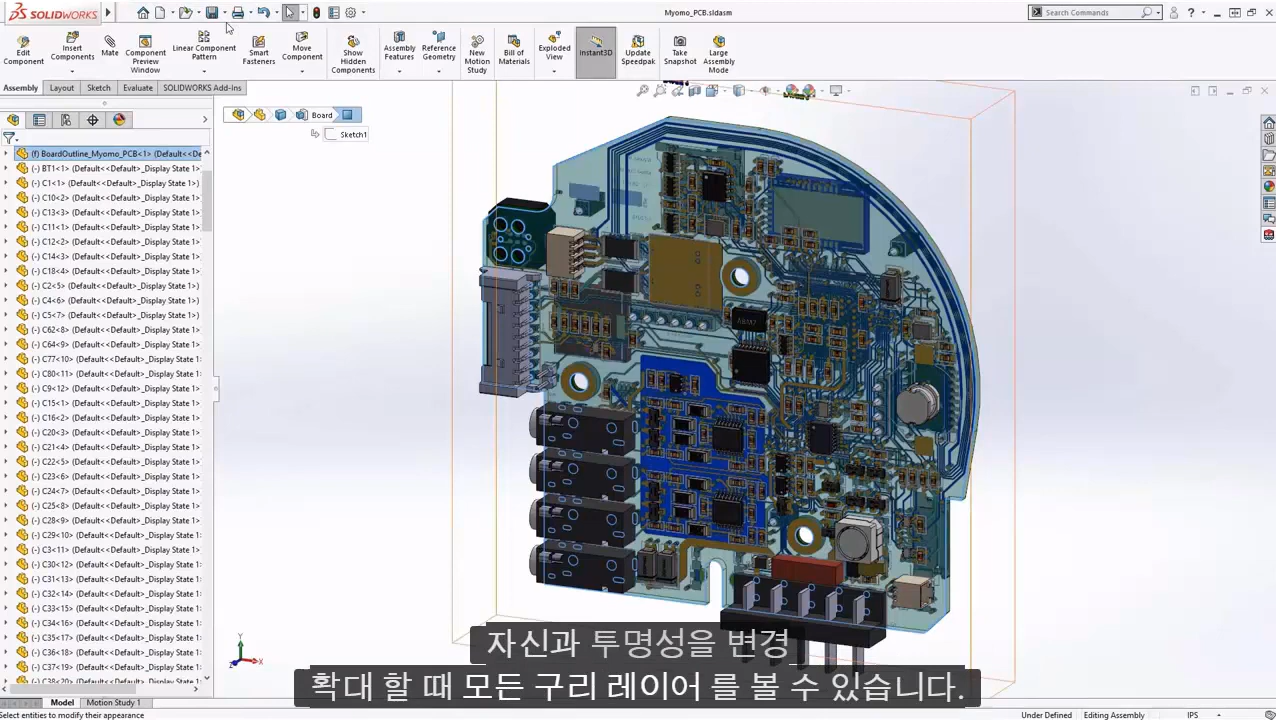 SOLIDWORKS
Myomo_PCB.sldasm
Search Commands
Edit Component
Insert Components
Mate
Component Preview Window
Linear Component Pattern
Smart Fasteners
Move Component
Show Hidden Components
Assembly Features
Reference Geometry
New Motion Study
Bill of Materials
Exploded View
Instant3D
Update Speedpak
Take Snapshot
Large Assembly Mode
Assembly Layout Sketch Evaluate SOLIDWORKS Add-Ins
Board
Sketch1
(f) BoardOutline_Myomo_PCB<1> (Default<<De
(-) BT1<1> (Default<<Default>_Display State 1>
(-) C1<1> (Default<<Default>_Display State 1>)
(-) C10<2> (Default<<Default>_Display State 1>
(-) C13<3> (Default<<Default>_Display State 1>
(-) C11<1> (Default<<Default>_Display State 1>
(-) C12<2> (Default<<Default>_Display State 1>
(-) C14<3> (Default<<Default>_Display State 1>
(-) C18<4> (Default<<Default>_Display State 1>
(-) C2<5> (Default<<Default>_Display State 1>)
(-) C4<6> (Default<<Default>_Display State 1>)
(-) C5<7> (Default<<Default>_Display State 1>)
(-) C62<8> (Default<<Default>_Display State 1>
(-) C64<9> (Default<<Default>_Display State 1>
(-) C77<10> (Default<<Default>_Display State 1:
(-) C80<11> (Default<<Default>_Display State 1:
(-) C9<12> (Default<<Default>_Display State 1>
(-) C15<1> (Default<<Default>_Display State 1>
(-) C16<2> (Default<<Default>_Display State 1>
(-) C20<3> (Default<<Default>_Display State 1>
(-) C21<4> (Default<<Default>_Display State 1>
(-) C22<5> (Default<<Default>_Display State 1>
(-) C23<6> (Default<<Default>_Display State 1>
(-) C24<7> (Default<<Default>_Display State 1>
(-) C25<8> (Default<<Default>_Display State 1>
(-) C28<9> (Default<<Default>_Display State 1>
(-) C29<10> (Default<<Default>_Display State 1:
(-) C3<11> (Default<<Default>_Display State 1>
(-) C30<12> (Default<<Default>_Display State 1:
(-) C31<13> (Default<<Default>_Display State 1:
(-) C32<14> (Default<<Default>_Display State 1:
(-) C33<15> (Default<<Default>_Display State 1:
(-) C34<16> (Default<<Default>_Display State 1:
(-) C35<17> (Default<<Default>_Display State 1:
(-) C36<18> (Default<<Default>_Display State 1:
(-) C37<19> (Default<<Default>_Display State 1:
(-) C38<20> (Default<<Default>_Display State 1:
Y
X
Z
자신과 투명성을 변경
확대 할 때 모든 구리 레이어 를 볼 수 있습니다.
Model Motion Study 1
Select entities to modify their appearance
Under Defined Editing Assembly IPS